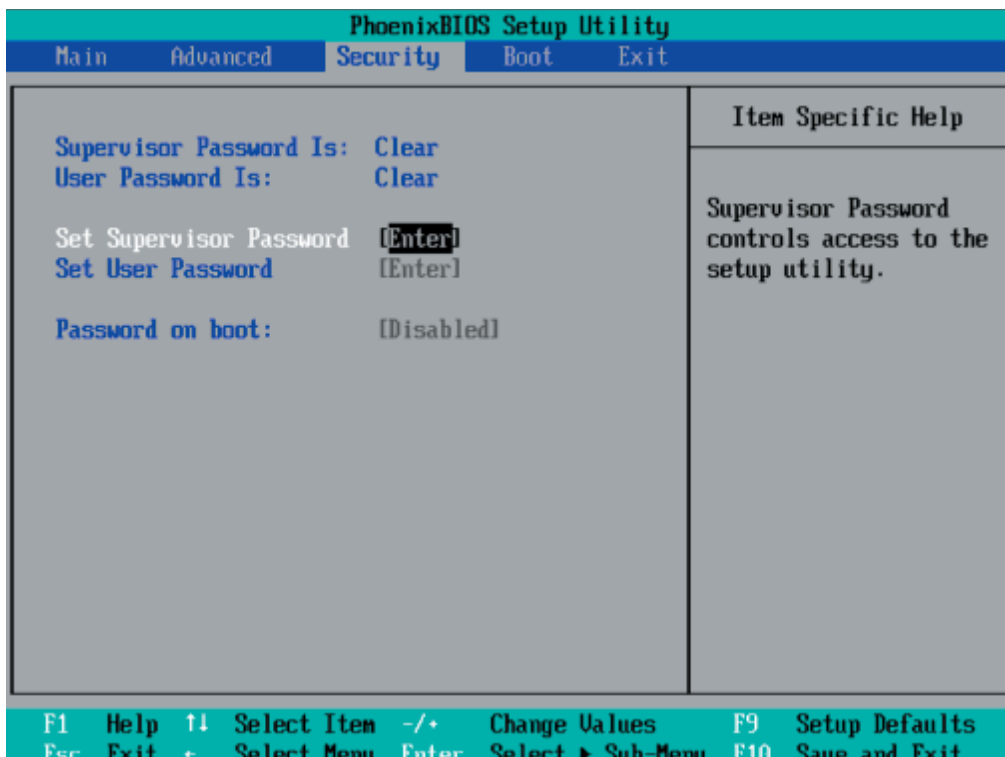 PhoenixBIOS Setup Utility
Main Advanced Security Boot Exit
Item Specific Help
Supervisor Password Is: Clear
User Password Is: Clear
Set Supervisor Password [Enter]
Set User Password [Enter]
Password on boot: [Disabled]
Supervisor Password
controls access to the
setup utility.
F1 Help ↑↓ Select Item -/+ Change Values F9 Setup Defaults
Esc Exit ← Select Menu Enter Select ▶ Sub-Menu F10 Save and Exit